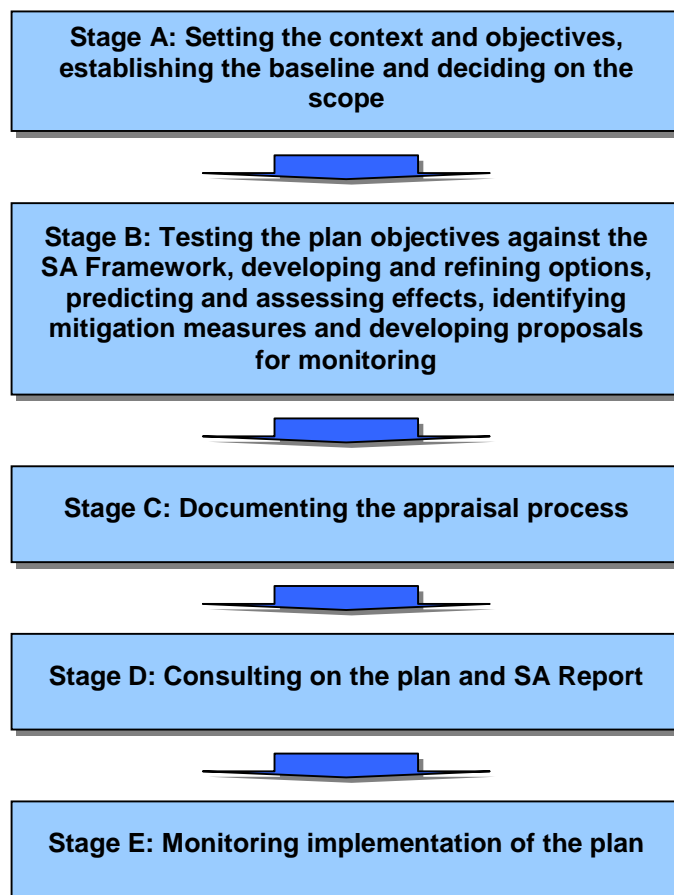 Stage A: Setting the context and objectives,
establishing the baseline and deciding on the
scope
Stage B: Testing the plan objectives against the
SA Framework, developing and refining options,
predicting and assessing effects, identifying
mitigation measures and developing proposals
for monitoring
Stage C: Documenting the appraisal process
Stage D: Consulting on the plan and SA Report
Stage E: Monitoring implementation of the plan